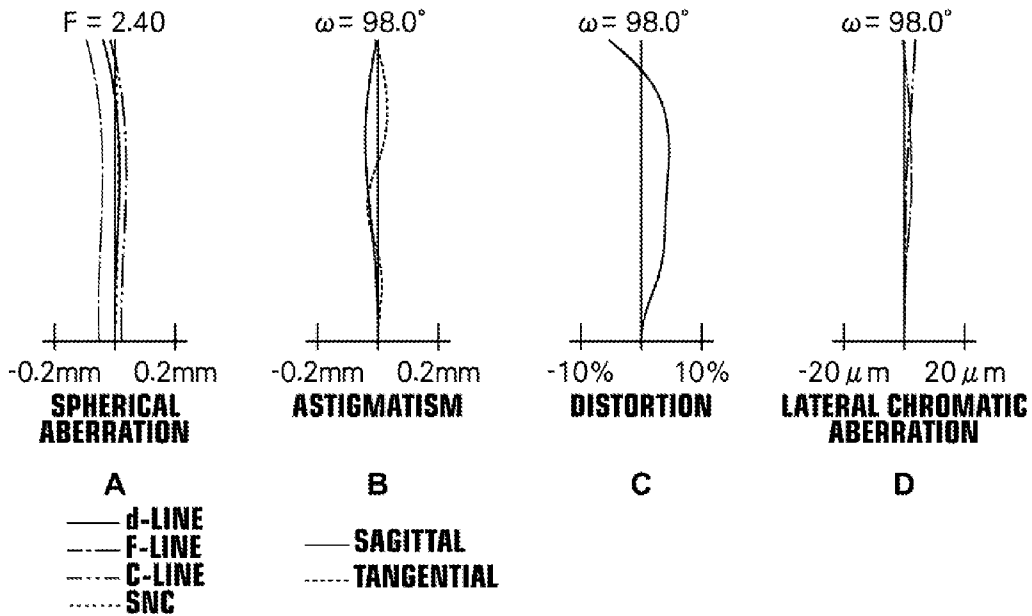 F = 2.40
ω = 98.0°
ω = 98.0°
ω = 98.0°
-0.2mm 0.2mm
-0.2mm 0.2mm
-10% 10%
-20 μm 20 μm
SPHERICAL
ABERRATION
ASTIGMATISM
DISTORTION
LATERAL CHROMATIC
ABERRATION
A
B
C
D
d-LINE
F-LINE
C-LINE
SNC
SAGITTAL
TANGENTIAL